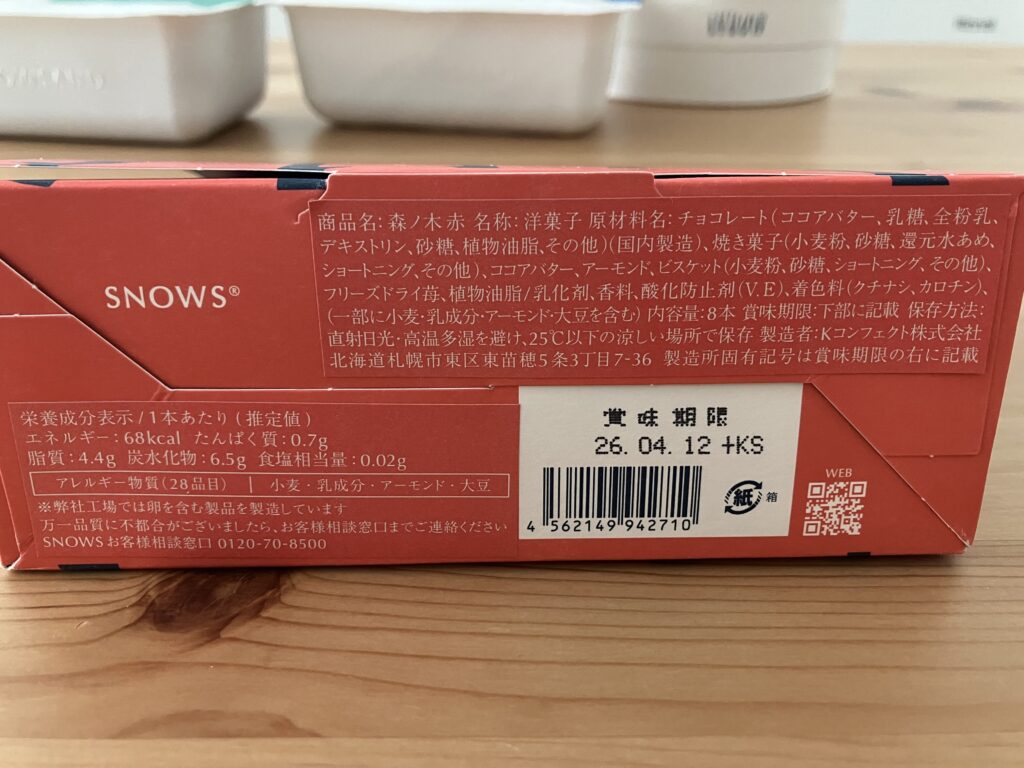 商品名: 森ノ木 赤 名称: 洋菓子 原材料名: チョコレート(ココアバター、乳糖、全粉乳、
デキストリン、砂糖、植物油脂、その他)(国内製造)、焼き菓子(小麦粉、砂糖、還元水あめ、
ショートニング、その他)、ココアバター、アーモンド、ビスケット(小麦粉、砂糖、ショートニング、その他)、
フリーズドライ苺、植物油脂/乳化剤、香料、酸化防止剤(V.E)、着色料(クチナシ、カロチン)、
(一部に小麦・乳成分・アーモンド・大豆を含む) 内容量:8本 賞味期限:下部に記載 保存方法:
直射日光・高温多湿を避け、25℃以下の涼しい場所で保存 製造者:Kコンフェクト株式会社
北海道札幌市東区東苗穂5条3丁目7-36 製造所固有記号は賞味期限の右に記載
SNOWS®
栄養成分表示/1本あたり(推定値)
エネルギー:68kcal たんぱく質:0.7g
脂質:4.4g 炭水化物:6.5g 食塩相当量:0.02g
アレルギー物質(28品目) | 小麦・乳成分・アーモンド・大豆
※弊社工場では卵を含む製品を製造しています
万一品質に不都合がございましたら、お客様相談窓口までご連絡ください
SNOWSお客様相談窓口 0120-70-8500
賞味期限
26.04.12 +KS
4 562149 942710
紙 箱
WEB